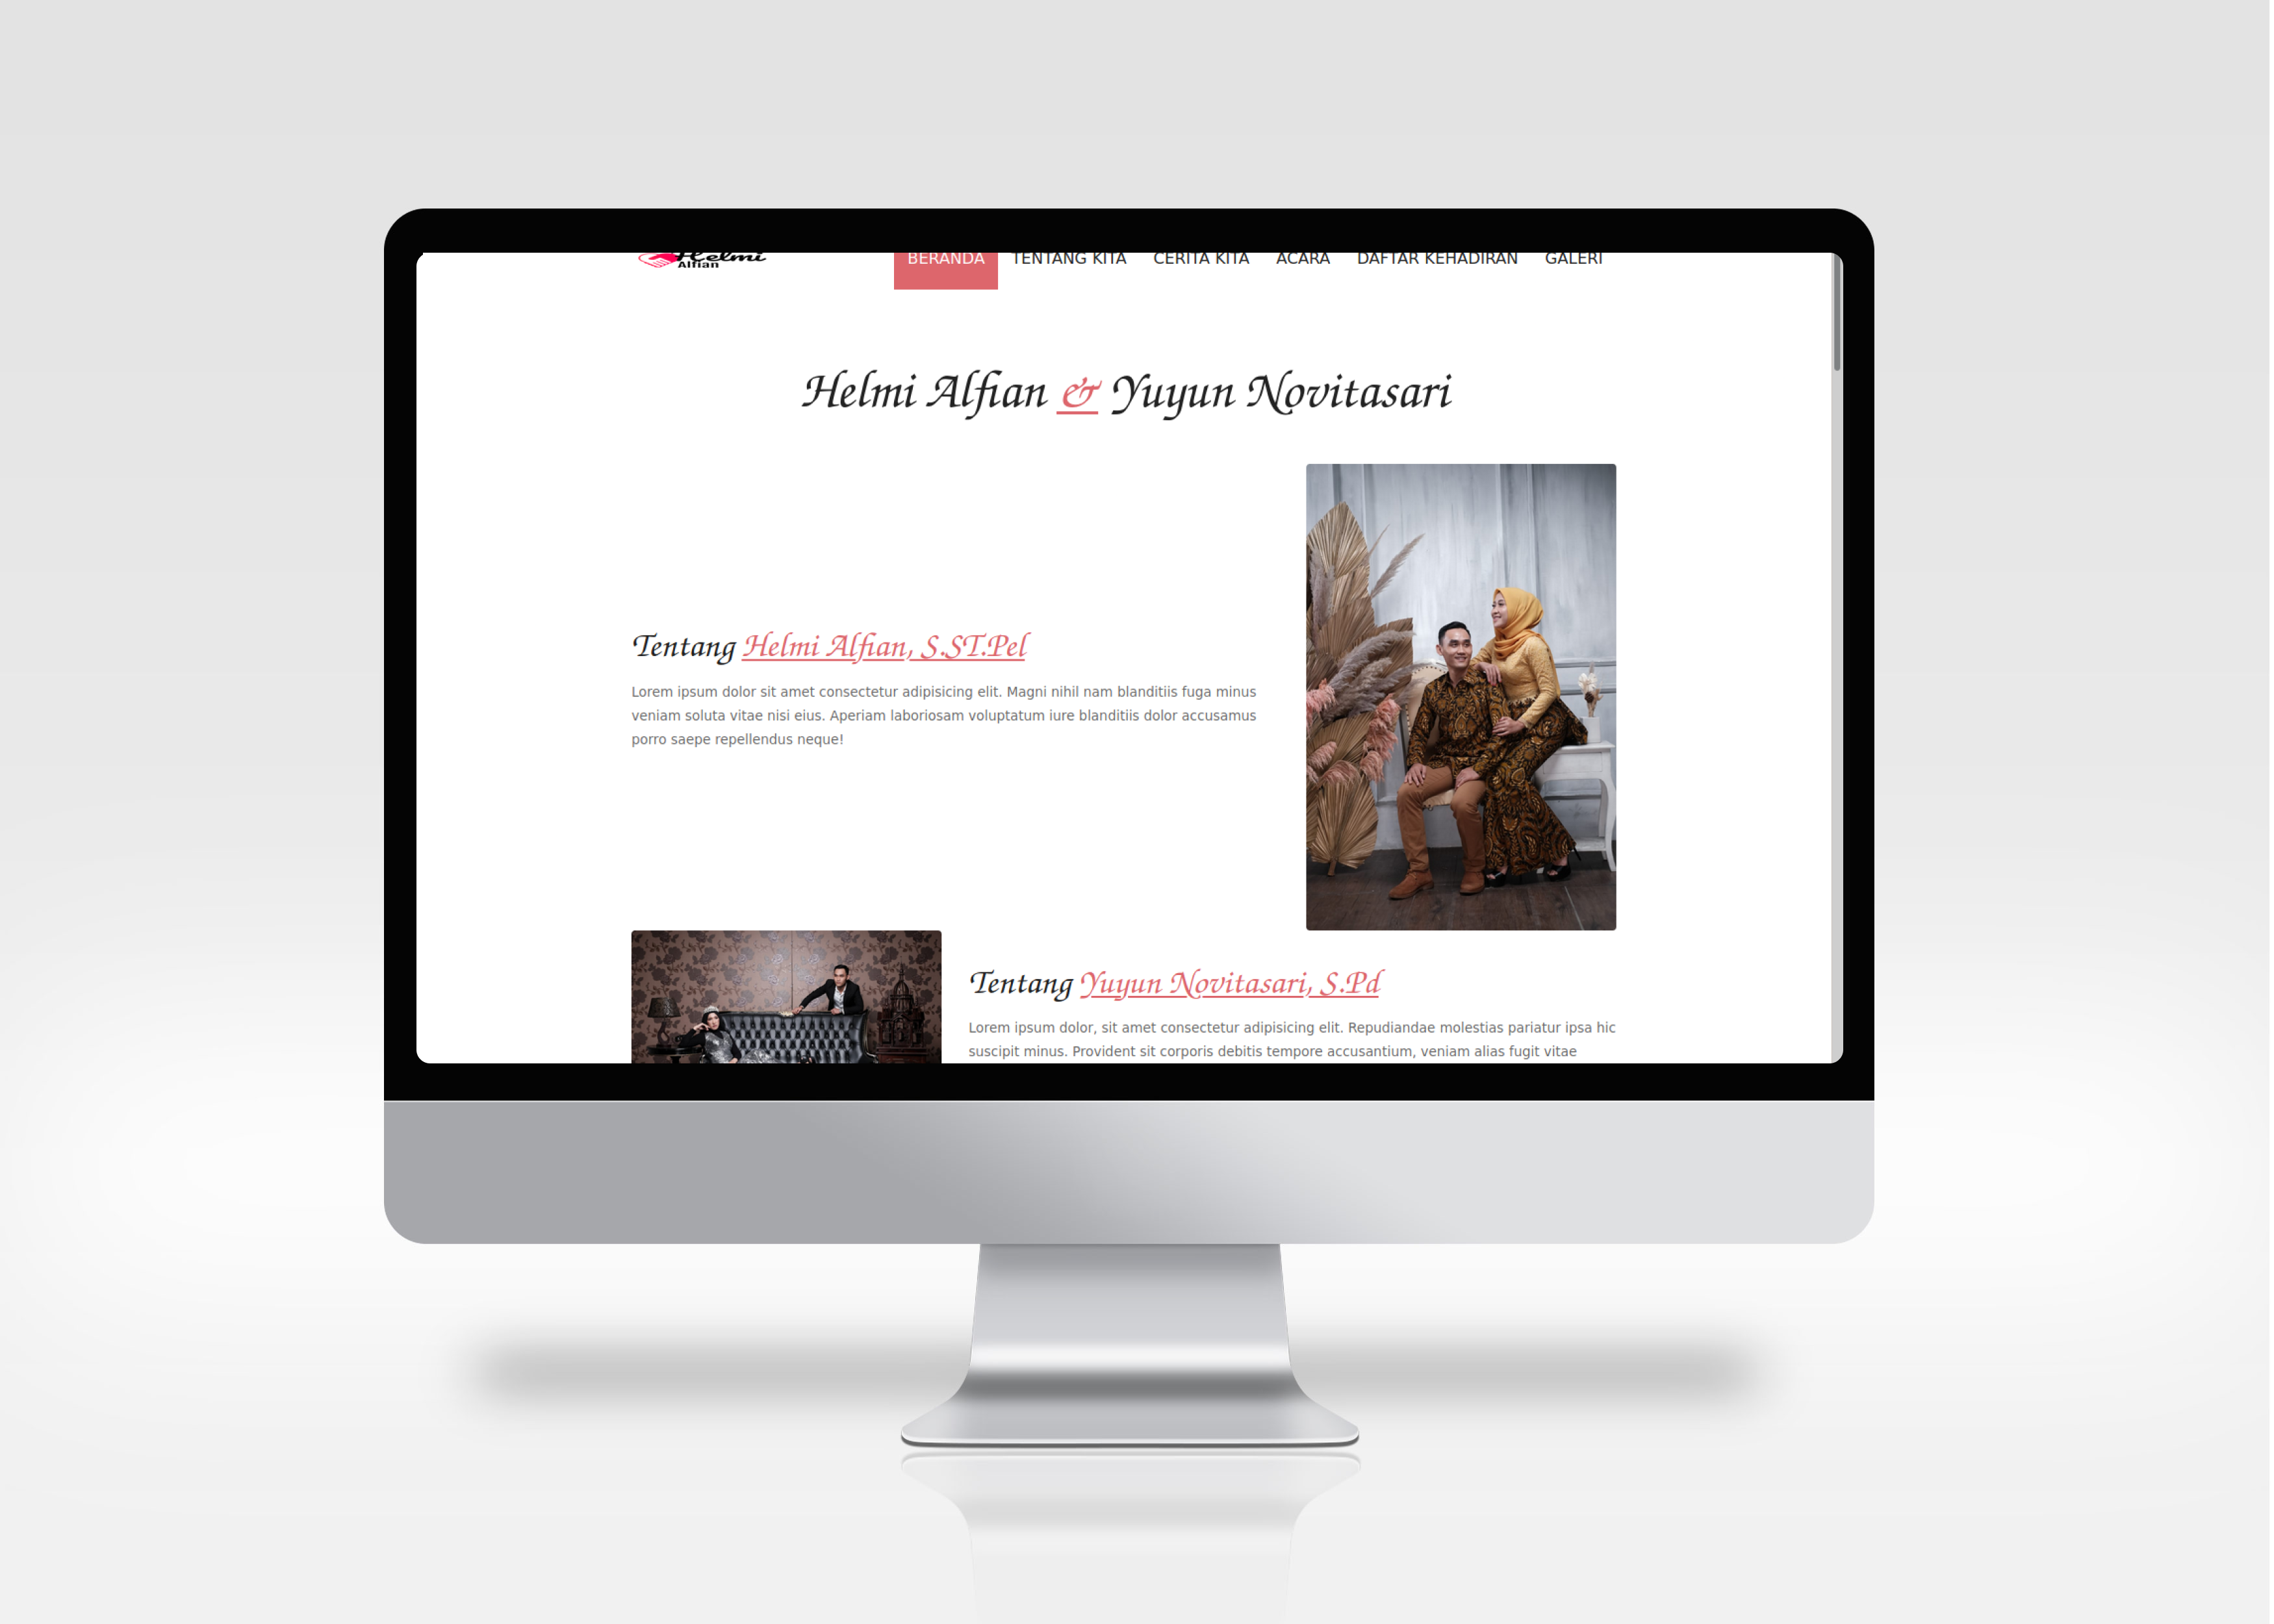 Helmi
Alfian
BERANDA TENTANG KITA CERITA KITA ACARA DAFTAR KEHADIRAN GALERI
Helmi Alfian & Yuyun Novitasari
Tentang Helmi Alfian, S.ST.Pel
Lorem ipsum dolor sit amet consectetur adipisicing elit. Magni nihil nam blanditiis fuga minus
veniam soluta vitae nisi eius. Aperiam laboriosam voluptatum iure blanditiis dolor accusamus
porro saepe repellendus neque!
Tentang Yuyun Novitasari, S.Pd
Lorem ipsum dolor, sit amet consectetur adipisicing elit. Repudiandae molestias pariatur ipsa hic
suscipit minus. Provident sit corporis debitis tempore accusantium, veniam alias fugit vitae